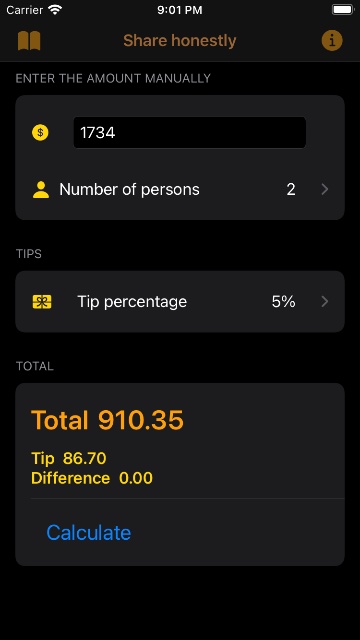 Carrier 9:01 PM
Share honestly
ENTER THE AMOUNT MANUALLY
1734
Number of persons 2
TIPS
Tip percentage 5%
TOTAL
Total 910.35
Tip 86.70
Difference 0.00
Calculate